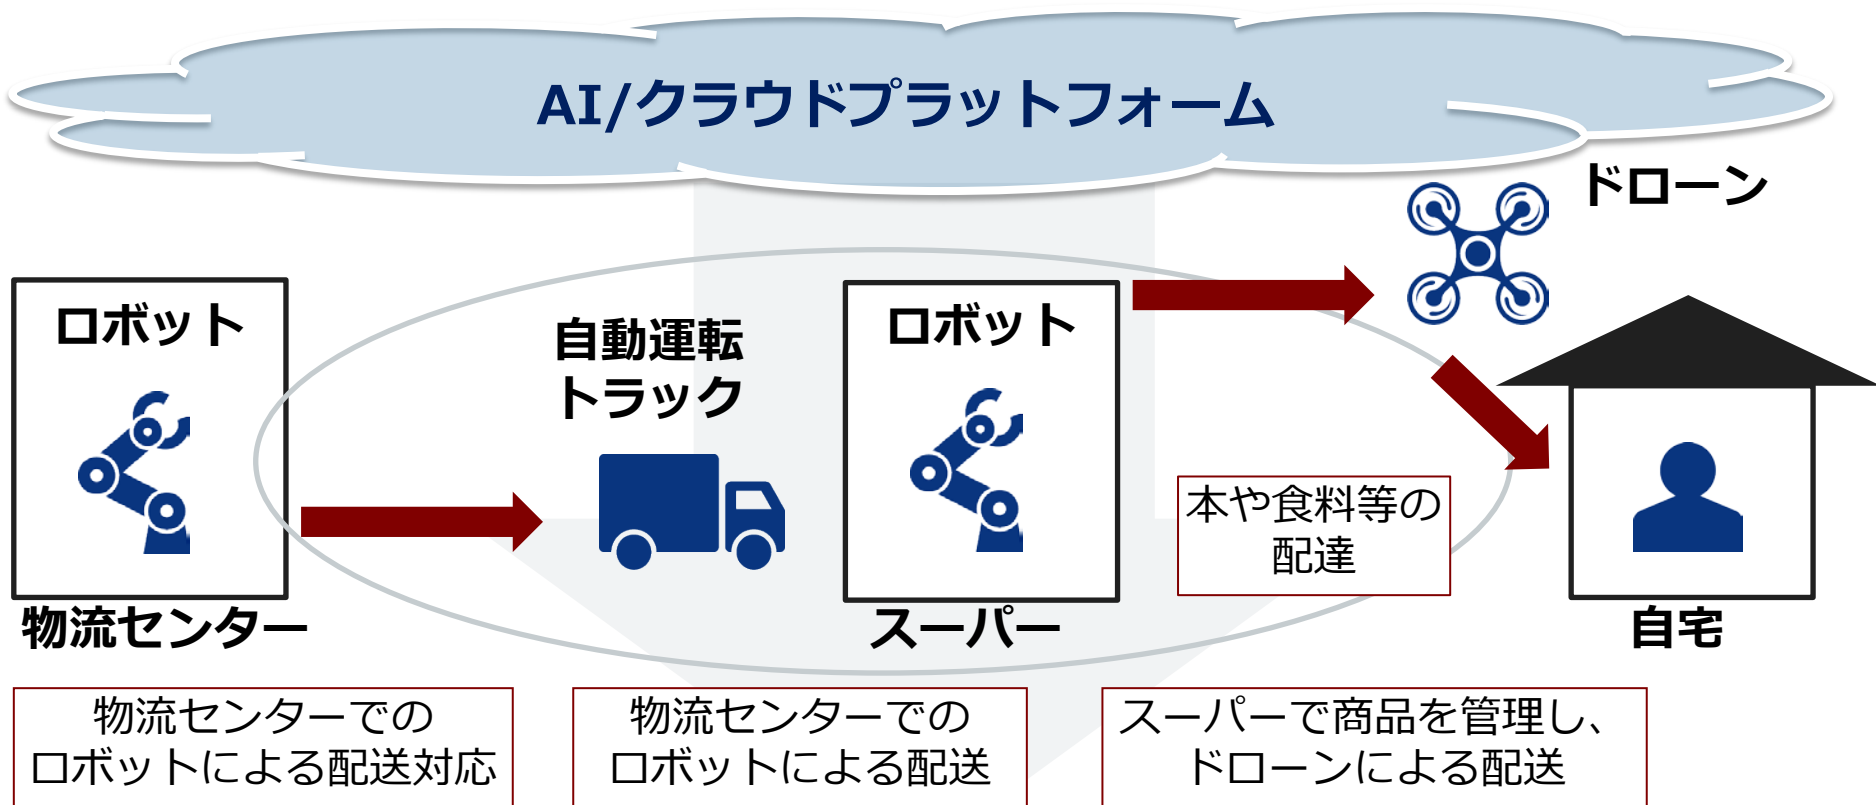 AI/クラウドプラットフォーム
ドローン
ロボット
自動運転
トラック
ロボット
本や食料等の
配達
物流センター
スーパー
自宅
物流センターでの
ロボットによる配送対応
物流センターでの
ロボットによる配送
スーパーで商品を管理し、
ドローンによる配送